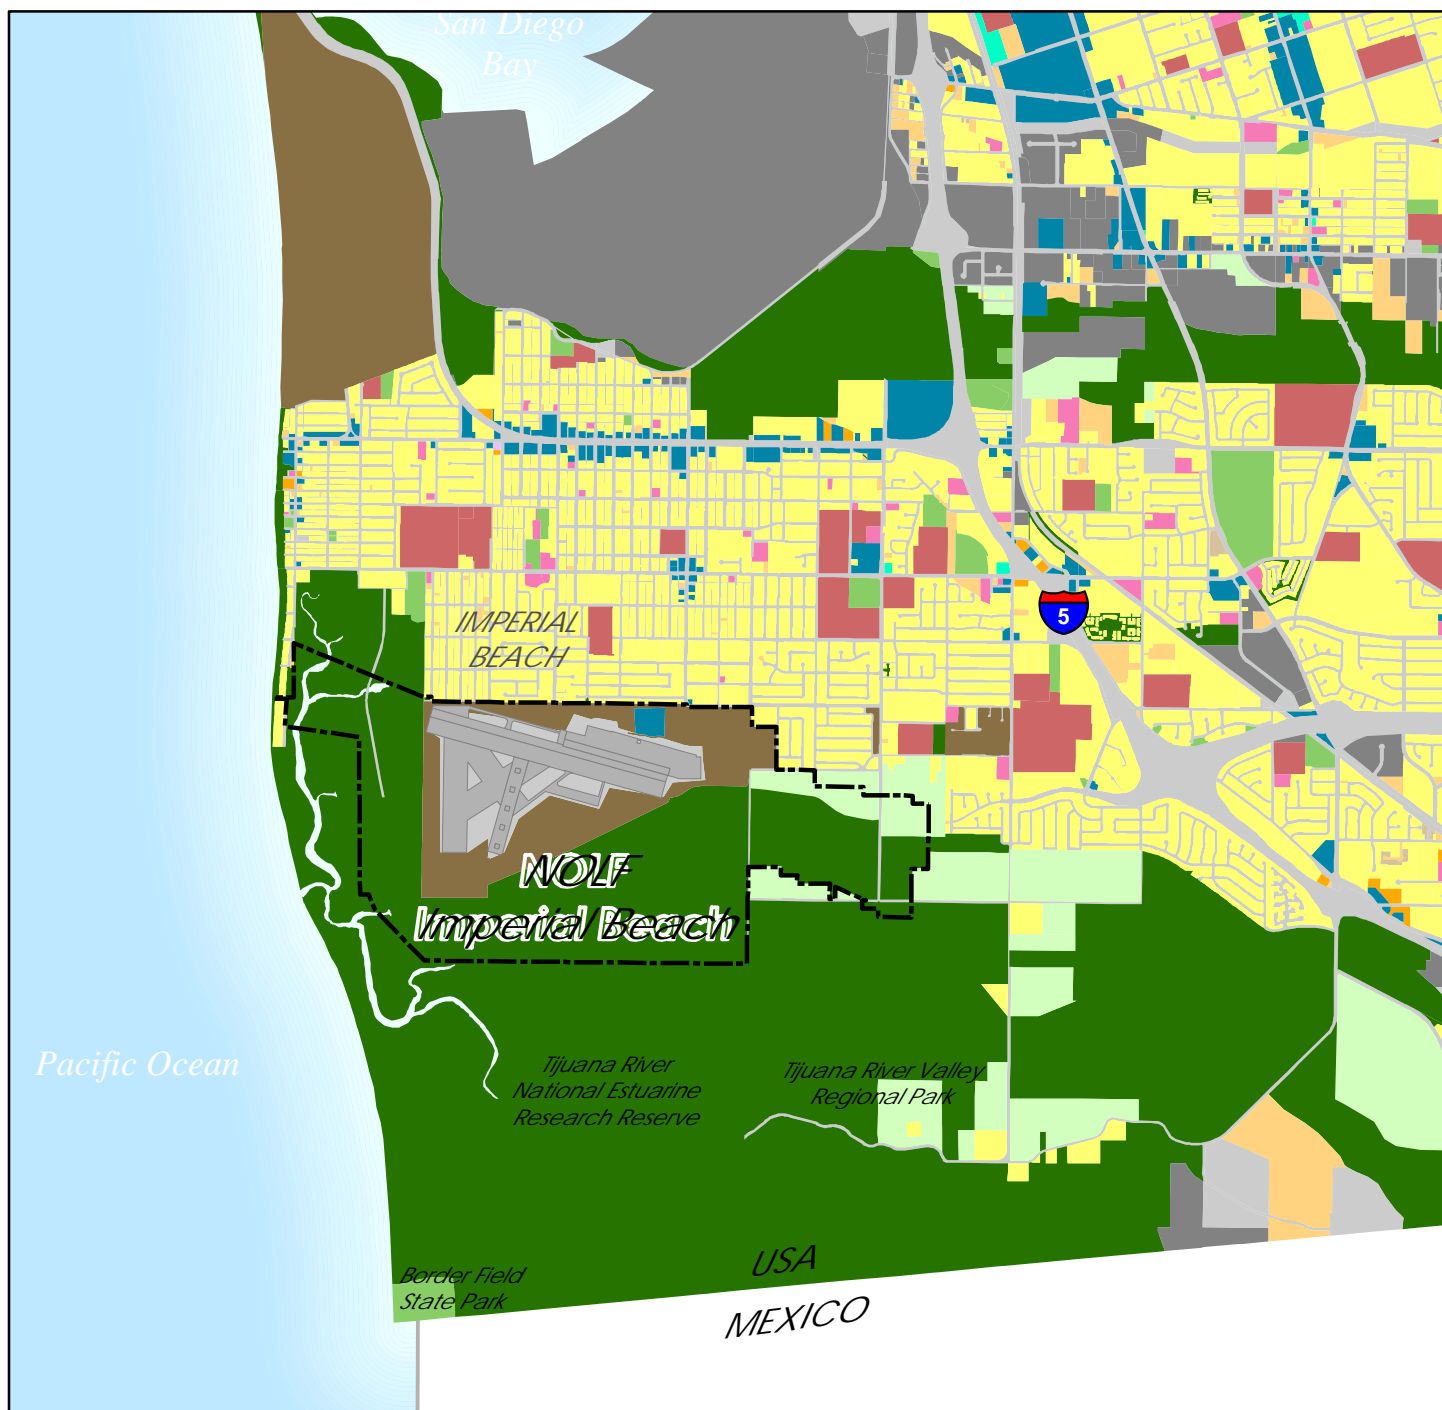 San Diego
Bay
IMPERIAL
BEACH
5
NOLF
Imperial Beach
Pacific Ocean
Tijuana River
National Estuarine
Research Reserve
Tijuana River Valley
Regional Park
Border Field
State Park
USA
MEXICO